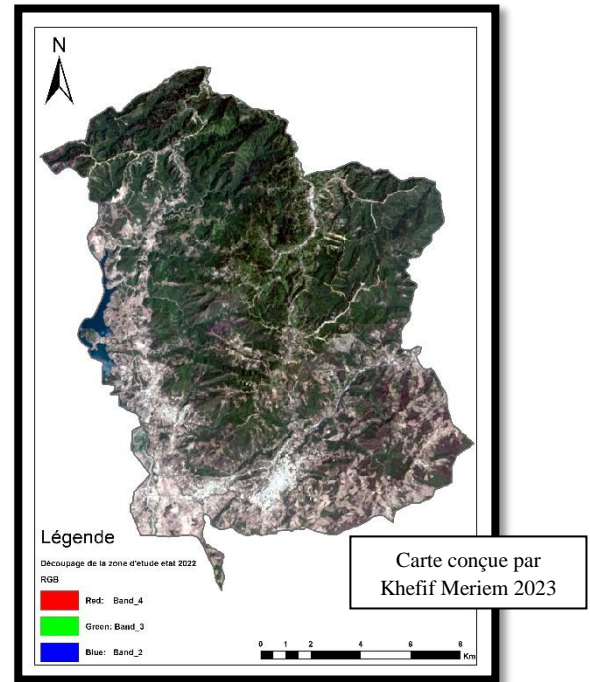 N
Légende
Découpage de la zone d'etude etat 2022
RGB
Red: Band_4
Green: Band_3
Blue: Band_2
0 1 2 4 6 8
Km
Carte conçue par
Khefif Meriem 2023